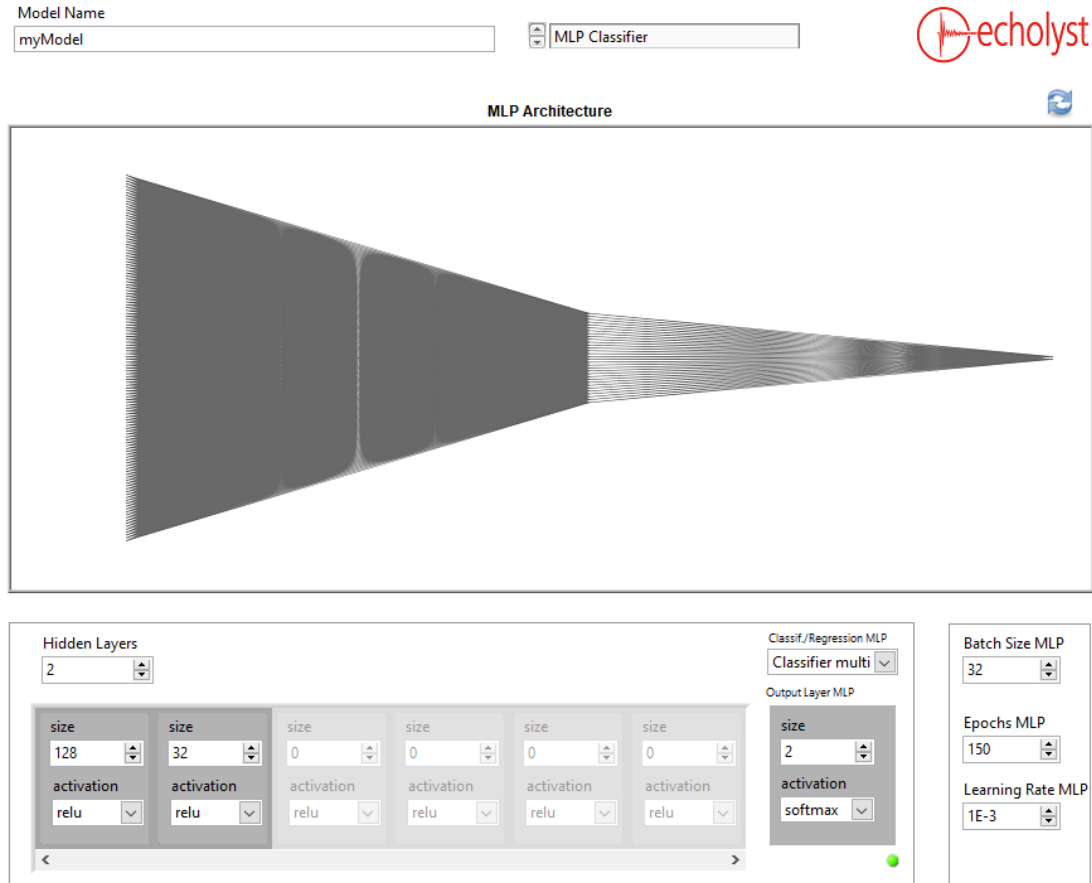 Model Name
myModel
MLP Classifier
echolyst
MLP Architecture
Hidden Layers
2
size
128
activation
relu
size
32
activation
relu
size
0
activation
relu
size
0
activation
relu
size
0
activation
relu
size
0
activation
relu
Classif./Regression MLP
Classifier multi
Output Layer MLP
size
2
activation
softmax
Batch Size MLP
32
Epochs MLP
150
Learning Rate MLP
1E-3